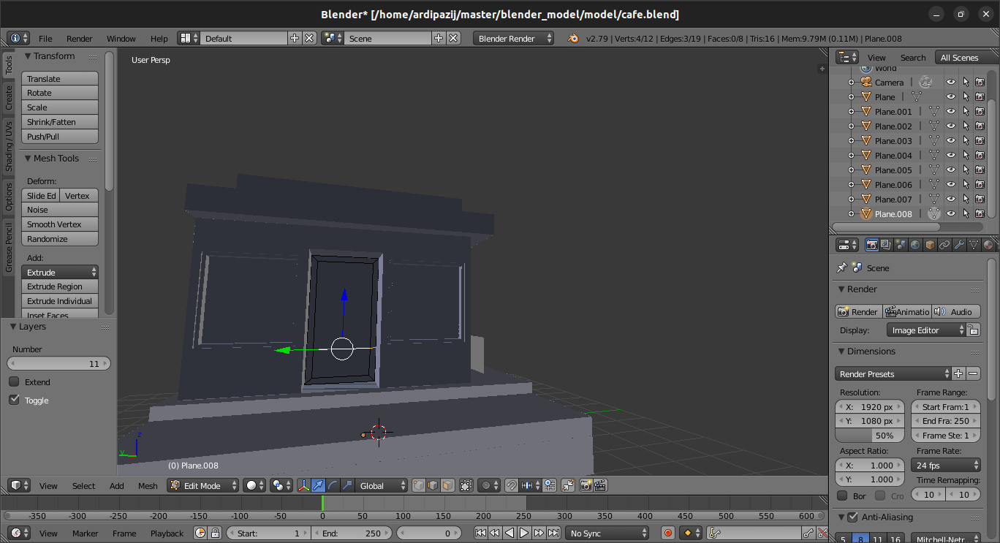 Blender* [/home/ardipazij/master/blender_model/model/cafe.blend]
File Render Window Help Default Scene Blender Render v2.79 | Verts:4/12 | Edges:3/19 | Faces:0/8 | Tris:16 | Mem:9.79M (0.11M) | Plane.008
Tools
Create
Shading / UVs
Options
Grease Pencil
Transform
Translate
Rotate
Scale
Shrink/Fatten
Push/Pull
Mesh Tools
Deform:
Slide Ed Vertex
Noise
Smooth Vertex
Randomize
Add:
Extrude
Extrude Region
Extrude Individual
Inset Faces
Layers
Number
11
Extend
Toggle
User Persp
z
y
(0) Plane.008
View Select Add Mesh Edit Mode Global
-350 -300 -250 -200 -150 -100 -50 0 50 100 150 200 250 300 350 400 450 500 550 600
View Marker Frame Playback Start: 1 End: 250 0 No Sync
View Search All Scenes
World
Camera
Plane
Plane.001
Plane.002
Plane.003
Plane.004
Plane.005
Plane.006
Plane.007
Plane.008
Scene
Render
Render Animatio Audio
Display: Image Editor
Dimensions
Render Presets
Resolution: Frame Range:
X: 1920 px Start Fram: 1
Y: 1080 px End Fra: 250
50% Frame Ste: 1
Aspect Ratio: Frame Rate:
X: 1.000 24 fps
Y: 1.000 Time Remapping:
Bor Cro 10 10
Anti-Aliasing
5 8 11 16 Mitchell-Netr...